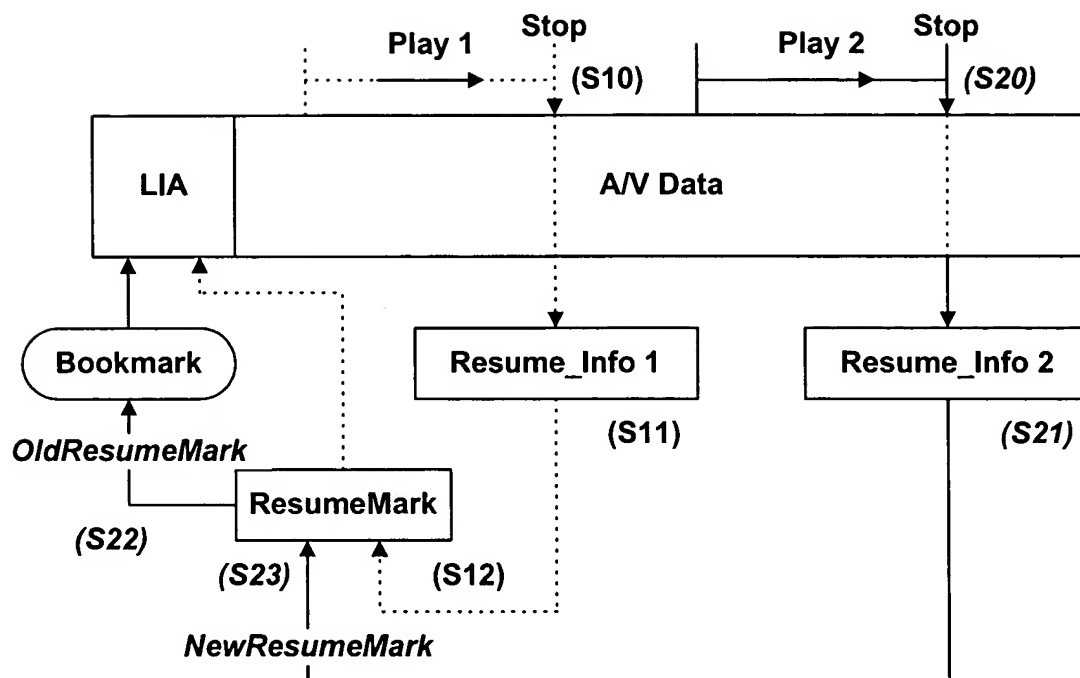 Play 1
Stop
(S10)
Play 2
Stop
(S20)
LIA
A/V Data
Bookmark
Resume_Info 1
Resume_Info 2
(S11)
(S21)
OldResumeMark
ResumeMark
(S22)
(S23)
(S12)
NewResumeMark